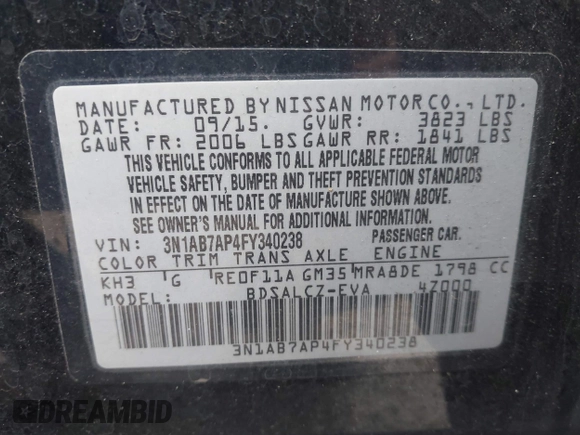 MANUFACTURED BY NISSAN MOTOR CO., LTD.
DATE: 09/15. GVWR: 3823 LBS
GAWR FR: 2006 LBS GAWR RR: 1841 LBS
THIS VEHICLE CONFORMS TO ALL APPLICABLE FEDERAL MOTOR
VEHICLE SAFETY, BUMPER AND THEFT PREVENTION STANDARDS
IN EFFECT ON THE DATE OF MANUFACTURE SHOWN ABOVE.
SEE OWNER'S MANUAL FOR ADDITIONAL INFORMATION.
VIN: 3N1AB7AP4FY340238 PASSENGER CAR.
COLOR TRIM TRANS AXLE ENGINE
KH3 G RE0F11A GM35 MRA8DE 1798 CC
MODEL: BDSALCZ-EVA 4Z000
3N1AB7AP4FY340238
DREAMBID